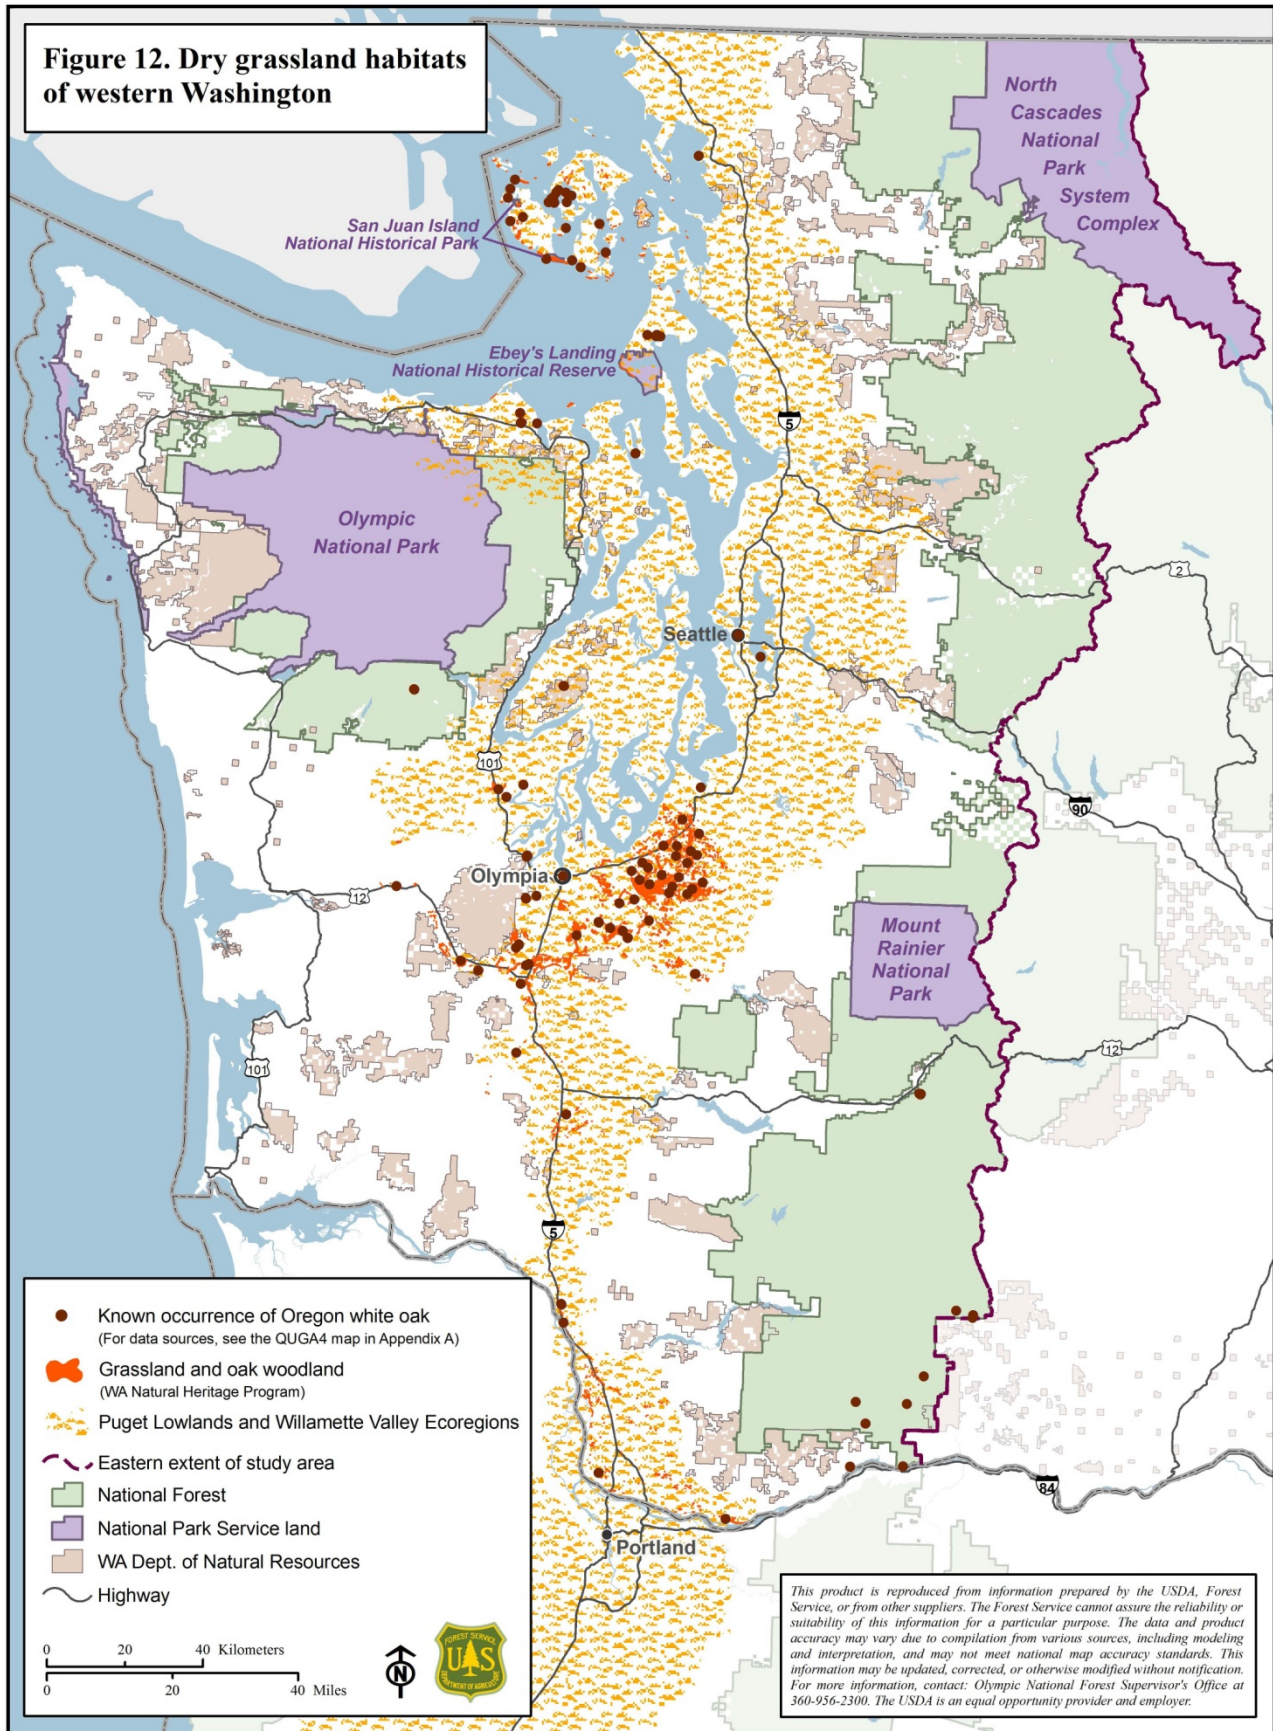 Figure 12. Dry grassland habitats
of western Washington
North
Cascades
National
Park
System
Complex
San Juan Island
National Historical Park
Ebey's Landing
National Historical Reserve
5
Olympic
National Park
2
Seattle
101
90
Olympia
12
Mount
Rainier
National
Park
101
12
5
Known occurrence of Oregon white oak
(For data sources, see the QUGA4 map in Appendix A)
Grassland and oak woodland
(WA Natural Heritage Program)
Puget Lowlands and Willamette Valley Ecoregions
Eastern extent of study area
National Forest
National Park Service land
WA Dept. of Natural Resources
Highway
0 20 40 Kilometers
0 20 40 Miles
N
FOREST SERVICE
U S
DEPARTMENT OF AGRICULTURE
84
Portland
This product is reproduced from information prepared by the USDA, Forest
Service, or from other suppliers. The Forest Service cannot assure the reliability or
suitability of this information for a particular purpose. The data and product
accuracy may vary due to compilation from various sources, including modeling
and interpretation, and may not meet national map accuracy standards. This
information may be updated, corrected, or otherwise modified without notification.
For more information, contact: Olympic National Forest Supervisor's Office at
360-956-2300. The USDA is an equal opportunity provider and employer.